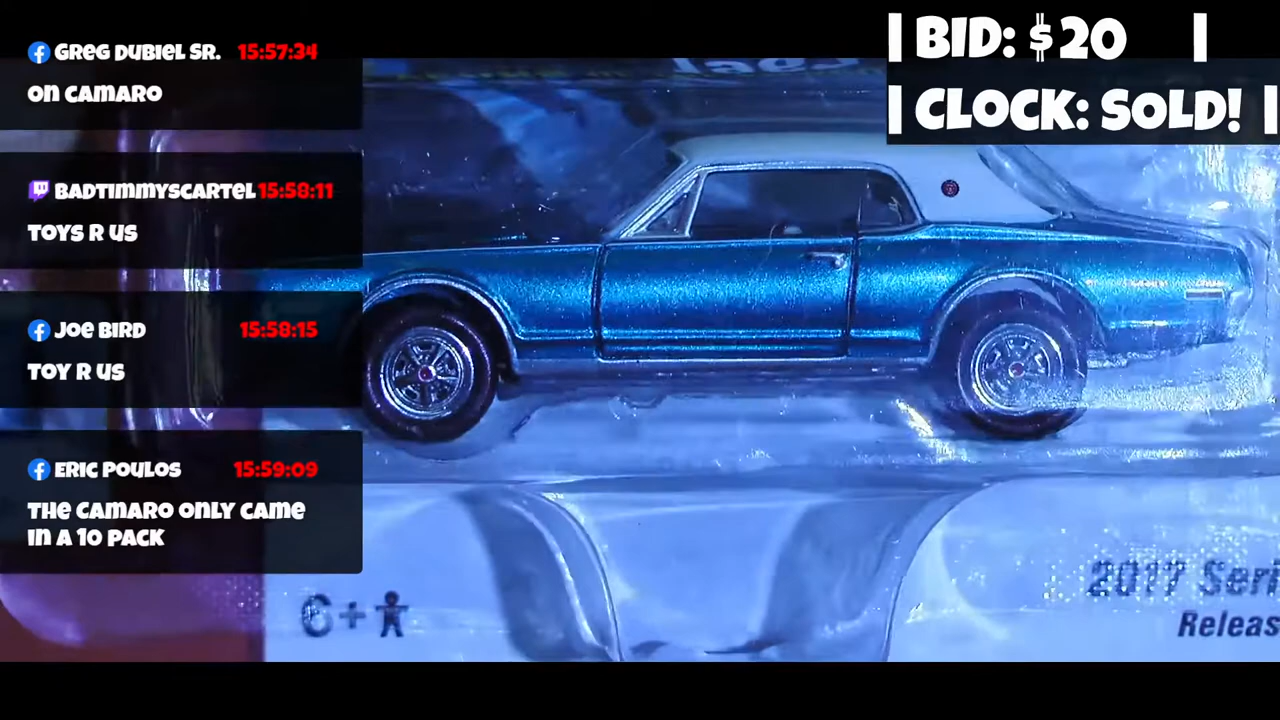 GREG DUBIEL SR. 15:57:34
ON CAMARO
BADTIMMYSCARTEL 15:58:11
TOYS R US
JOE BIRD 15:58:15
TOY R US
ERIC POULOS 15:59:09
THE CAMARO ONLY CAME
IN A 10 PACK
| BID: $20 |
| CLOCK: SOLD! |
6+
2017 Seri
Releas